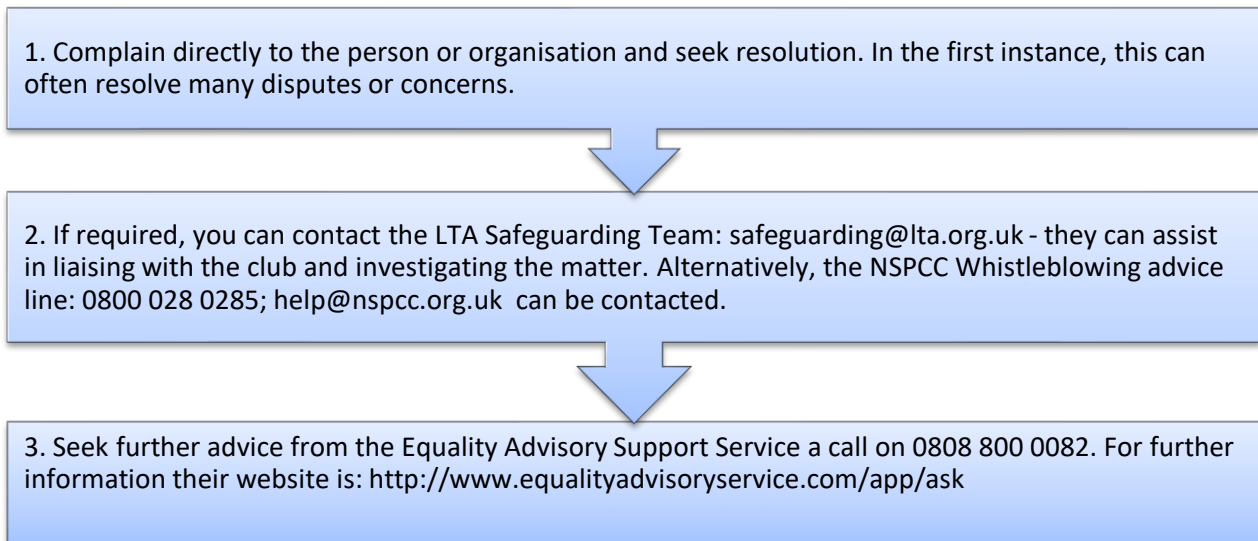 1. Complain directly to the person or organisation and seek resolution. In the first instance, this can
often resolve many disputes or concerns.
2. If required, you can contact the LTA Safeguarding Team: safeguarding@lta.org.uk - they can assist
in liaising with the club and investigating the matter. Alternatively, the NSPCC Whistleblowing advice
line: 0800 028 0285; help@nspcc.org.uk  can be contacted.
3. Seek further advice from the Equality Advisory Support Service a call on 0808 800 0082. For further
information their website is: http://www.equalityadvisoryservice.com/app/ask